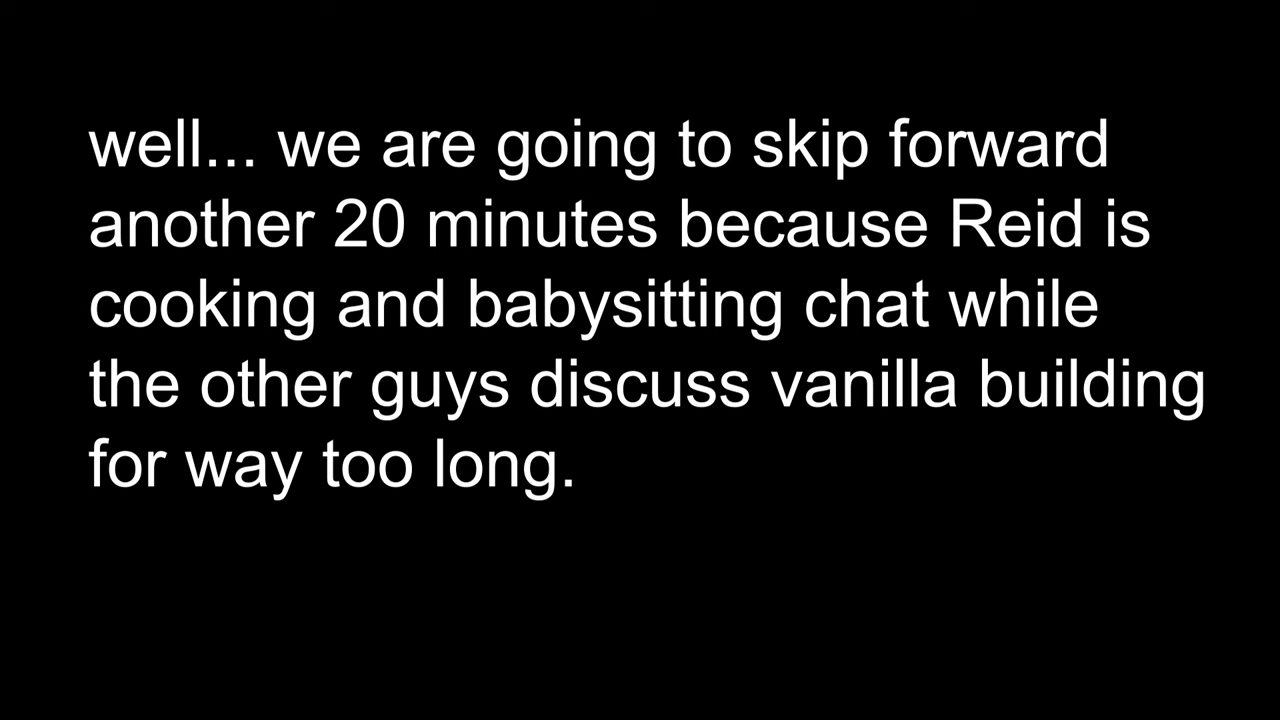 well... we are going to skip forward
another 20 minutes because Reid is
cooking and babysitting chat while
the other guys discuss vanilla building
for way too long.